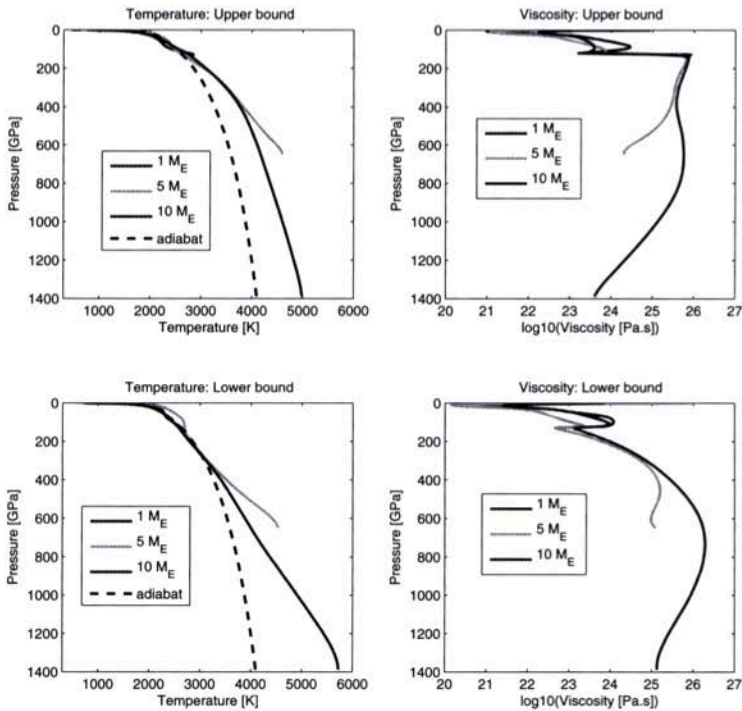 Temperature: Upper bound
0
200
400
600
800
1000
1200
1400
Pressure [GPa]
1 M_E
5 M_E
10 M_E
adiabat
1000 2000 3000 4000 5000 6000
Temperature [K]
Viscosity: Upper bound
0
200
400
600
800
1000
1200
1400
Pressure [GPa]
1 M_E
5 M_E
10 M_E
20 21 22 23 24 25 26 27
log10(Viscosity [Pa.s])
Temperature: Lower bound
0
200
400
600
800
1000
1200
1400
Pressure [GPa]
1 M_E
5 M_E
10 M_E
adiabat
1000 2000 3000 4000 5000 6000
Temperature [K]
Viscosity: Lower bound
0
200
400
600
800
1000
1200
1400
Pressure [GPa]
1 M_E
5 M_E
10 M_E
20 21 22 23 24 25 26 27
log10(Viscosity [Pa.s])